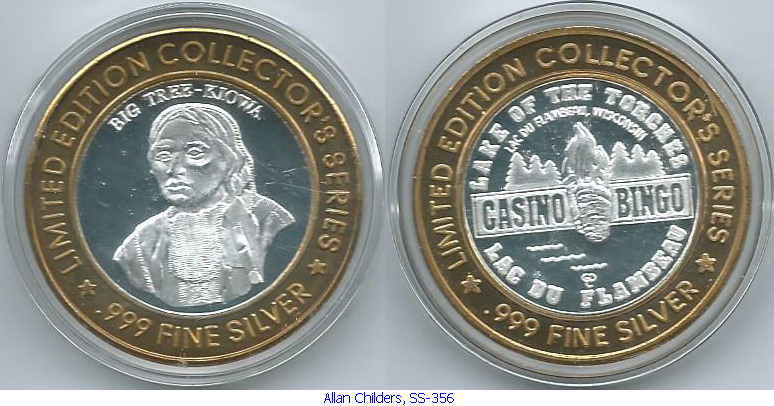 LIMITED EDITION COLLECTOR'S SERIES
BIG TREE-KIOWA
★ .999 FINE SILVER ★
LIMITED EDITION COLLECTOR'S SERIES
LAKE OF THE TORCHES
LAC DU FLAMBEAU, WISCONSIN
CASINO BINGO
LAC DU FLAMBEAU
★ .999 FINE SILVER ★
Allan Childers, SS-356